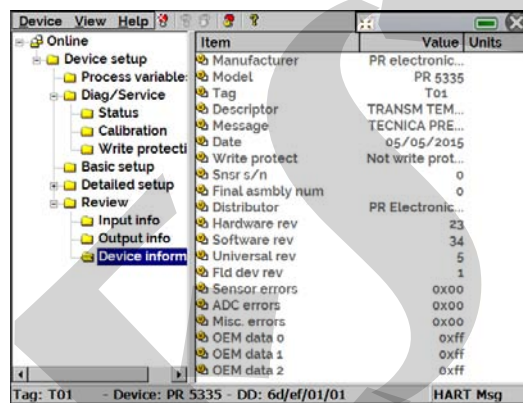 Device View Help
Online
Device setup
Process variable:
Diag/Service
Status
Calibration
Write protecti
Basic setup
Detailed setup
Review
Input info
Output info
Device inform
Item Value Units
Manufacturer PR electronic...
Model PR 5335
Tag T01
Descriptor TRANSM TEM...
Message TECNICA PRE...
Date 05/05/2015
Write protect Not write prot...
Snsr s/n 0
Final asmbly num 0
Distributor PR Electronic...
Hardware rev 23
Software rev 34
Universal rev 5
Fld dev rev 1
Sensor errors 0x00
ADC errors 0x00
Misc. errors 0x00
OEM data 0 0xff
OEM data 1 0xff
OEM data 2 0xff
Tag: T01 - Device: PR 5335 - DD: 6d/ef/01/01 HART Msg